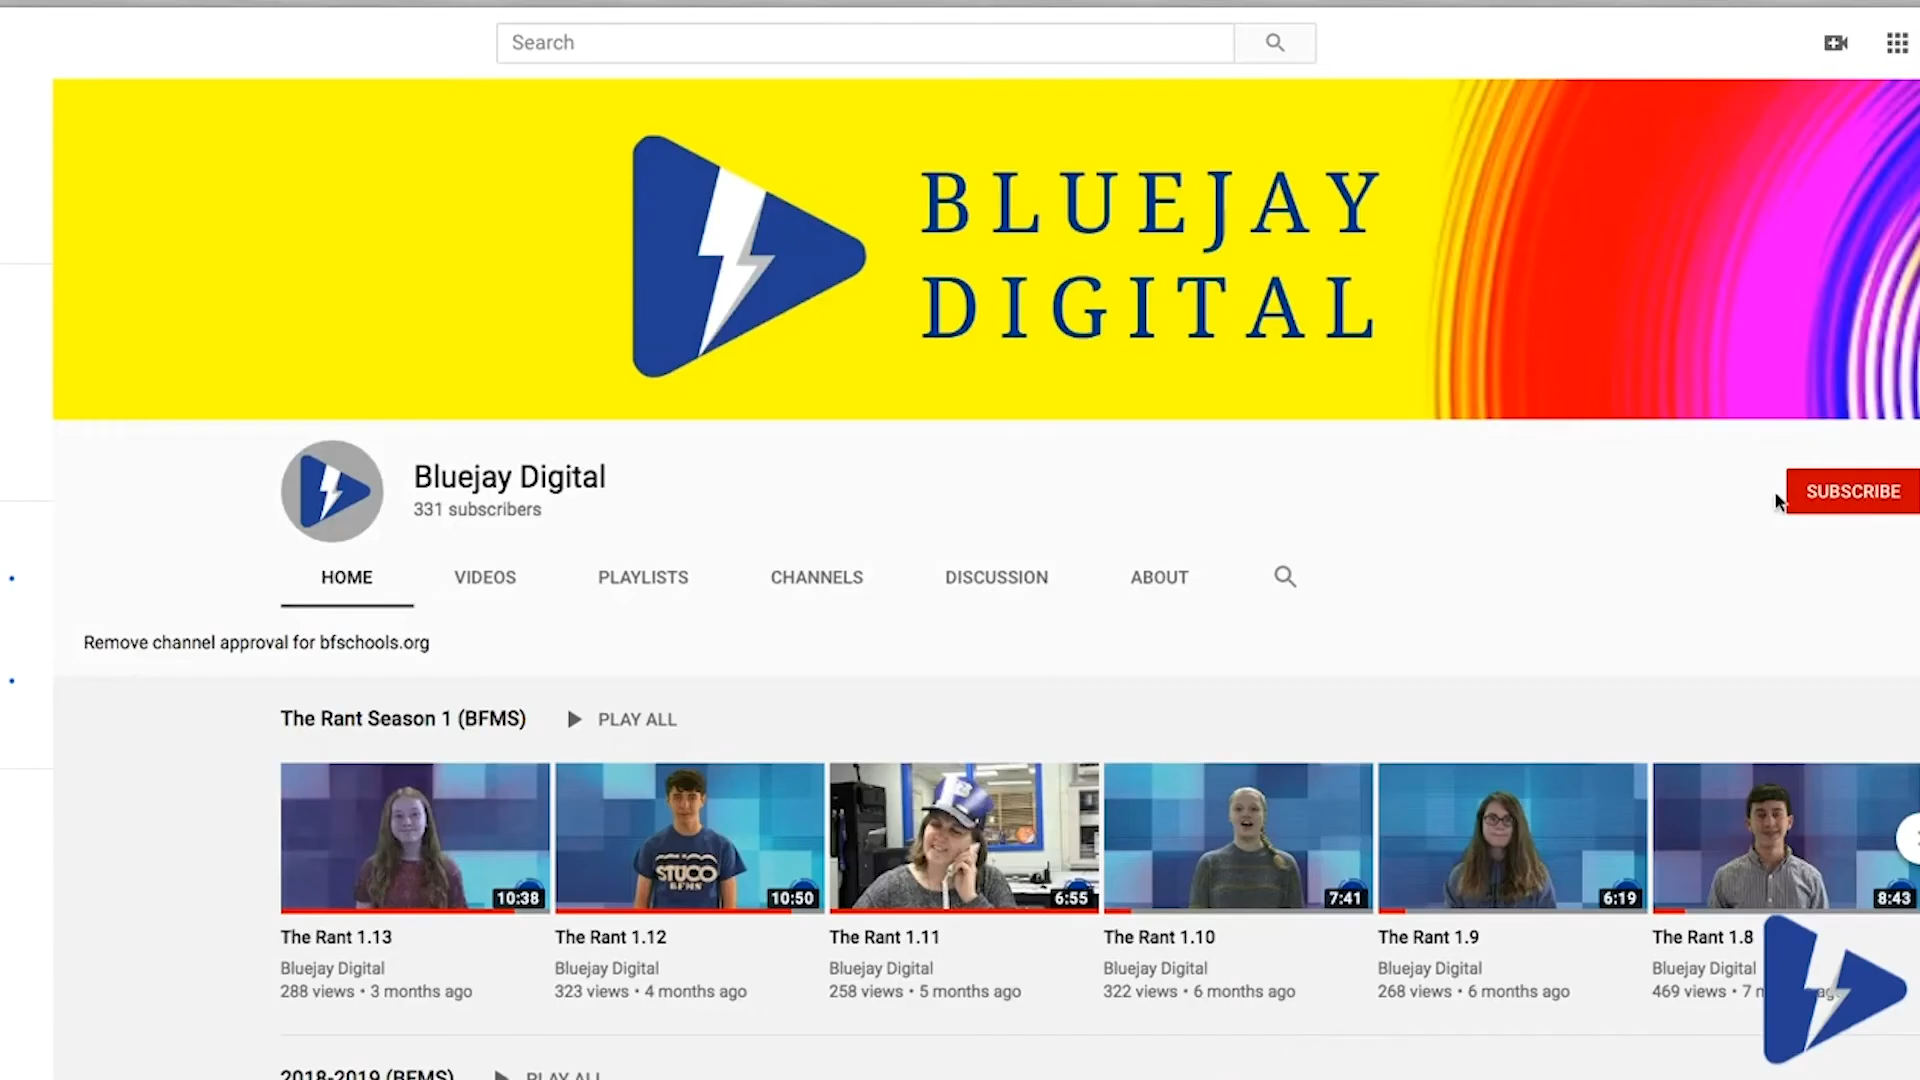 Search
BLUEJAY
DIGITAL
Bluejay Digital
331 subscribers
SUBSCRIBE
HOME VIDEOS PLAYLISTS CHANNELS DISCUSSION ABOUT
Remove channel approval for bfschools.org
The Rant Season 1 (BFMS) PLAY ALL
STUCO
BFMS
10:38 10:50 6:55 7:41 6:19 8:43
The Rant 1.13 The Rant 1.12 The Rant 1.11 The Rant 1.10 The Rant 1.9 The Rant 1.8
Bluejay Digital Bluejay Digital Bluejay Digital Bluejay Digital Bluejay Digital Bluejay Digital
288 views • 3 months ago 323 views • 4 months ago 258 views • 5 months ago 322 views • 6 months ago 268 views • 6 months ago 469 views • 7
2018-2019 (BFMS) PLAY ALL